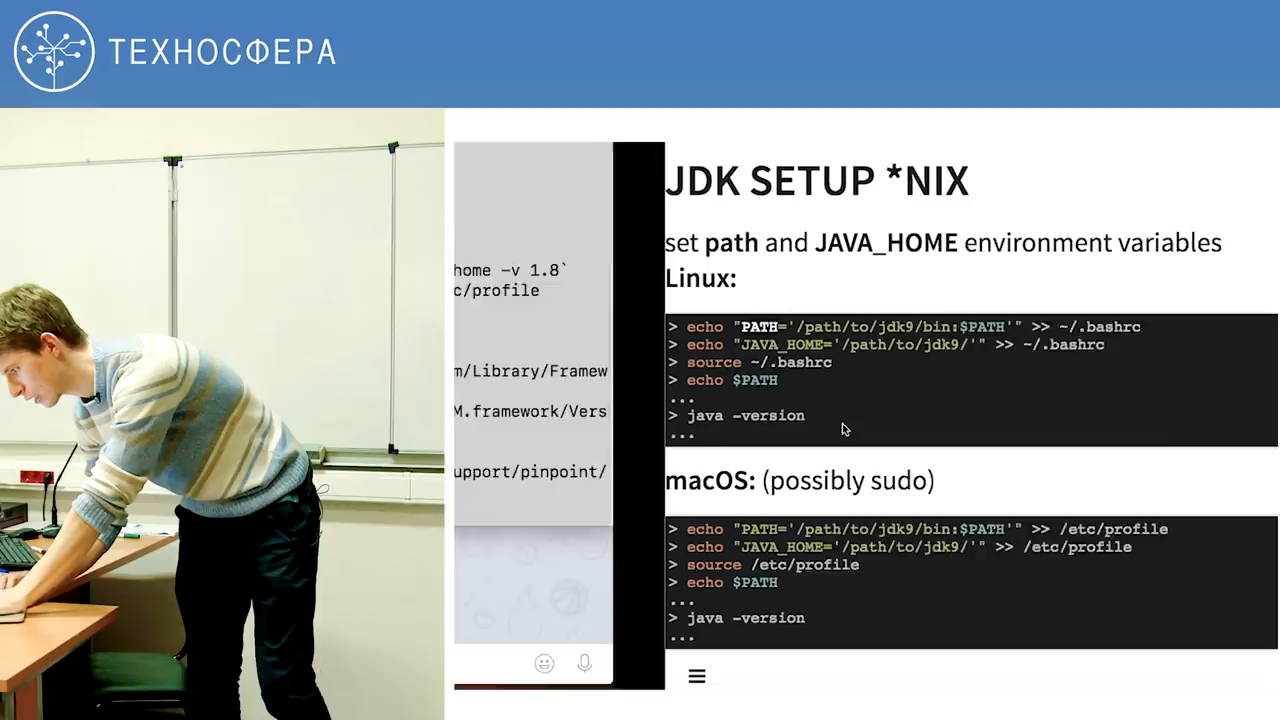 ТЕХНОСФЕРА
home -v 1.8`
c/profile
m/Library/Framew
M.framework/Vers
upport/pinpoint/
JDK SETUP *NIX
set path and JAVA_HOME environment variables
Linux:
> echo "PATH='/path/to/jdk9/bin:$PATH'" >> ~/.bashrc
> echo "JAVA_HOME='/path/to/jdk9/'" >> ~/.bashrc
> source ~/.bashrc
> echo $PATH
...
> java -version
...
macOS: (possibly sudo)
> echo "PATH='/path/to/jdk9/bin:$PATH'" >> /etc/profile
> echo "JAVA_HOME='/path/to/jdk9/'" >> /etc/profile
> source /etc/profile
> echo $PATH
...
> java -version
...